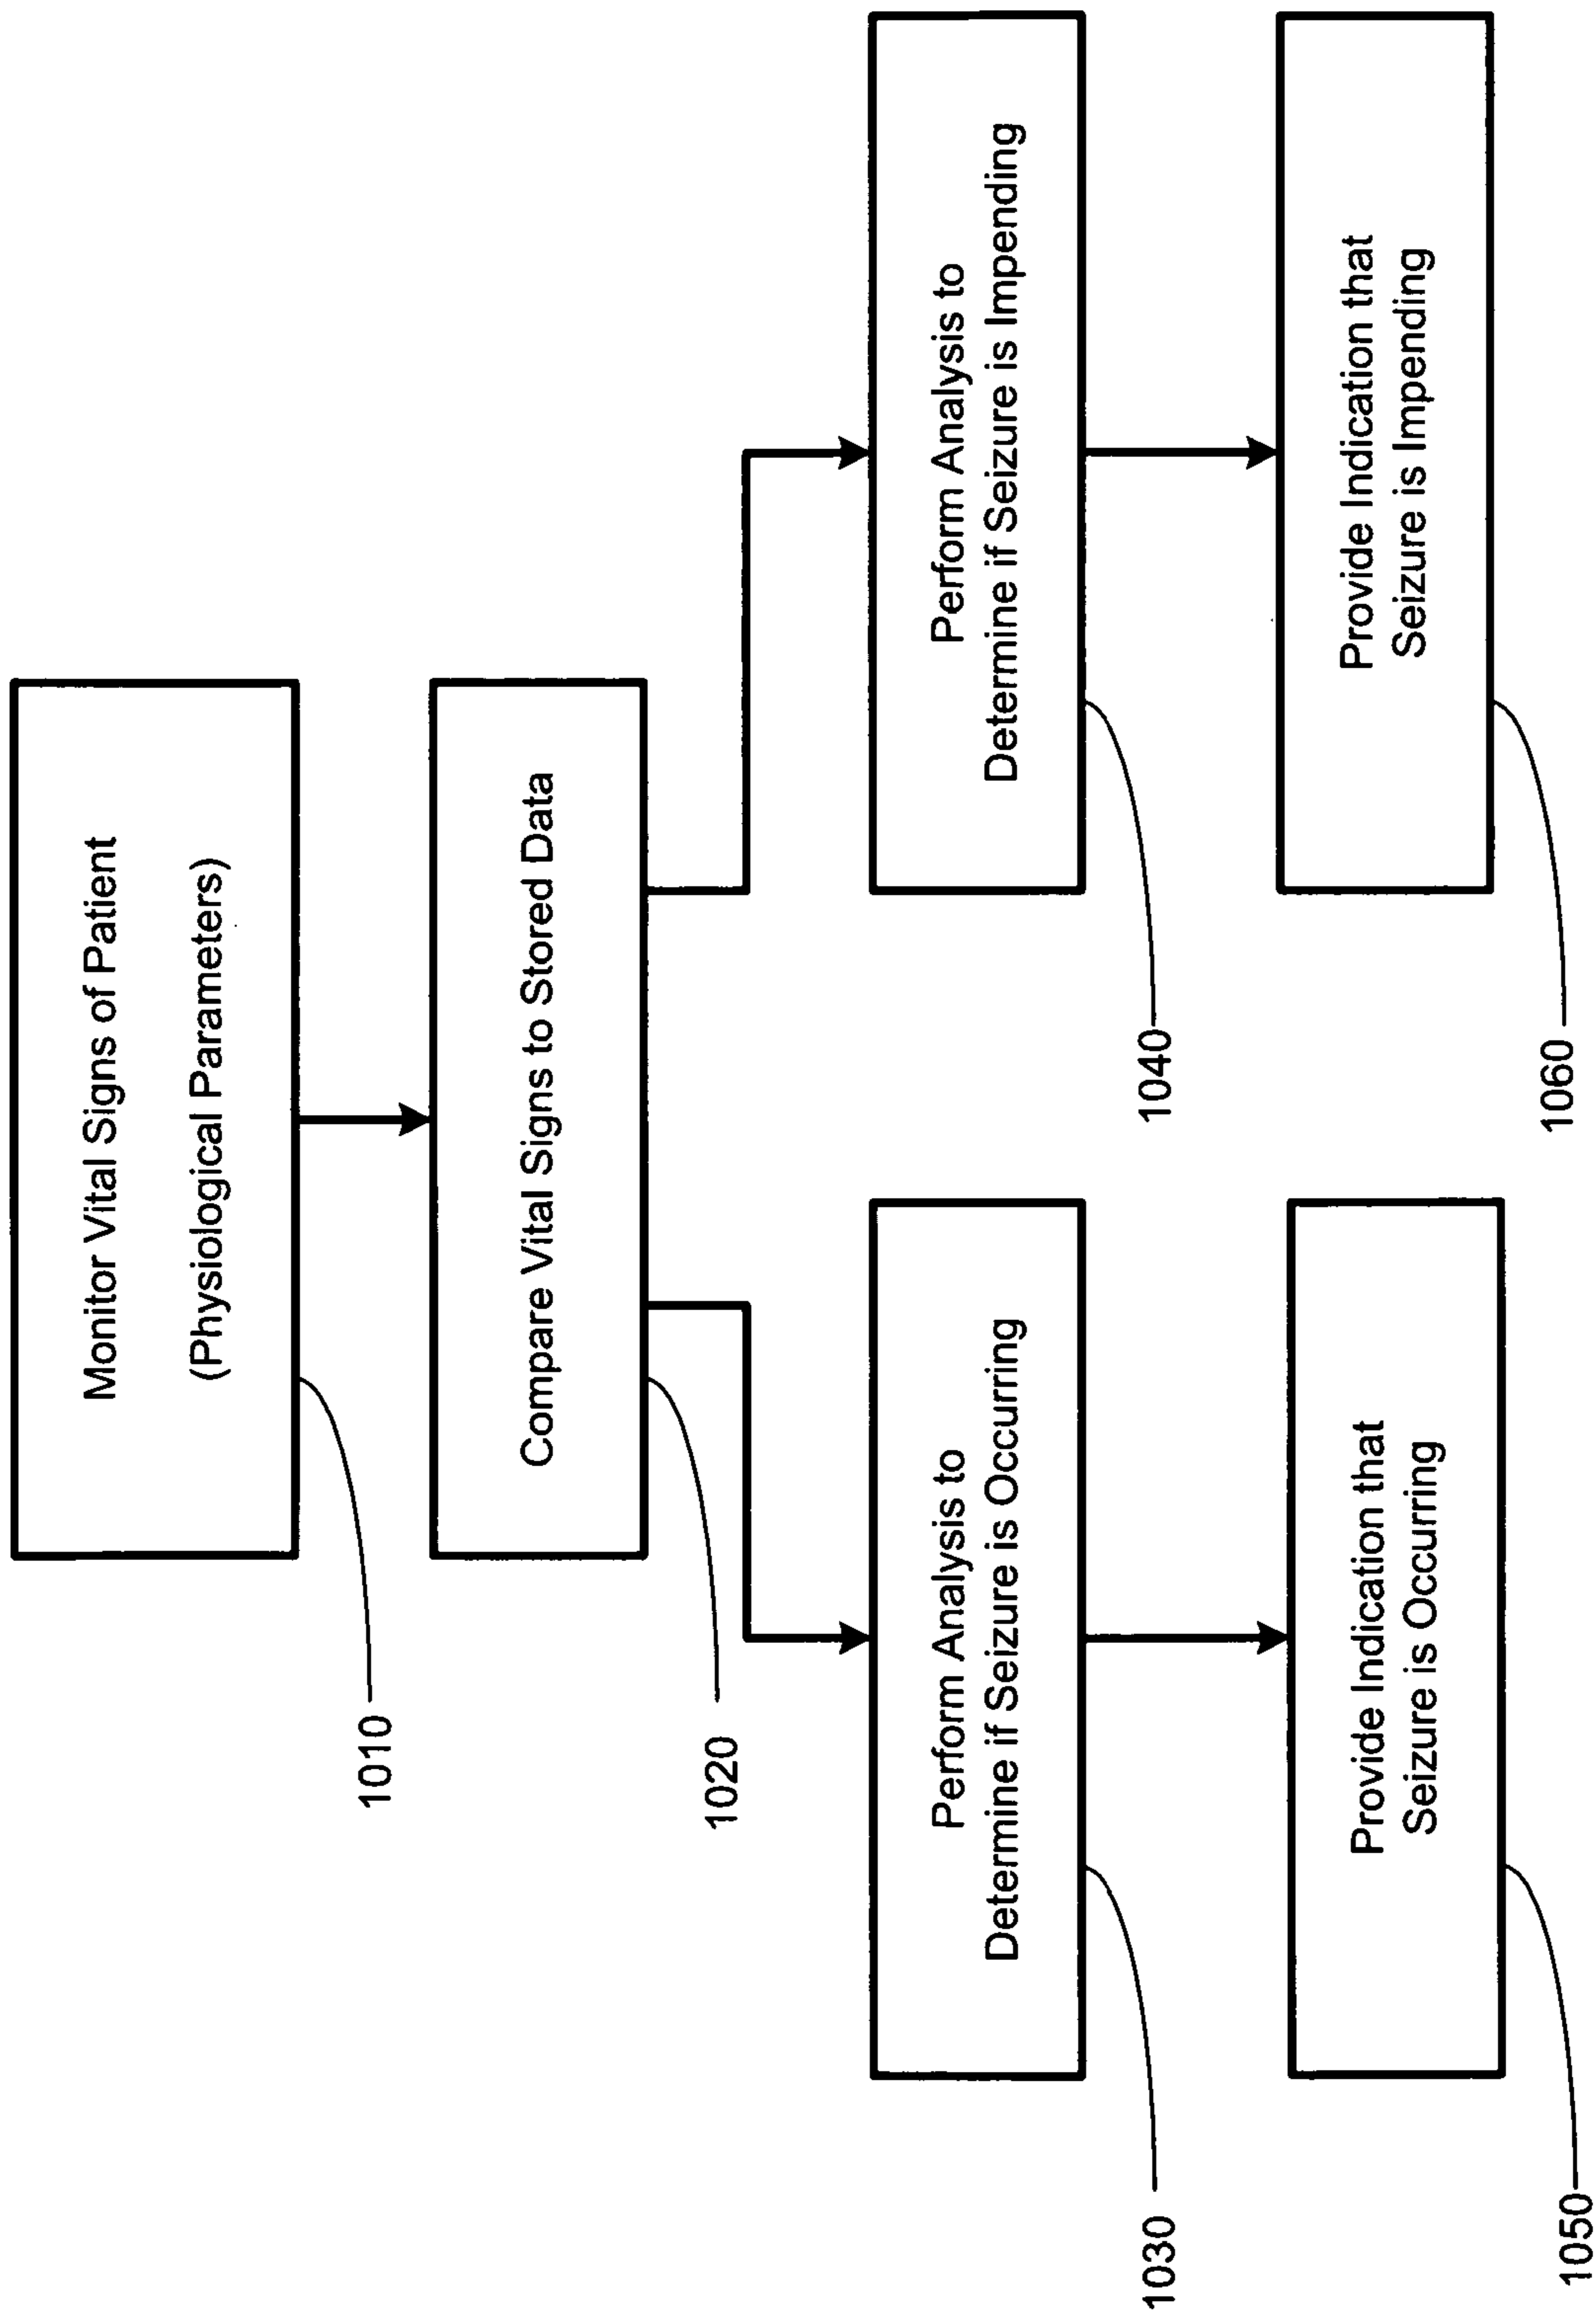 Monitor Vital Signs of Patient
(Physiological Parameters)
1010
Compare Vital Signs to Stored Data
1020
Perform Analysis to
Determine if Seizure is Occurring
1030
Perform Analysis to
Determine if Seizure is Impending
1040
Provide Indication that
Seizure is Occurring
1050
Provide Indication that
Seizure is Impending
1060